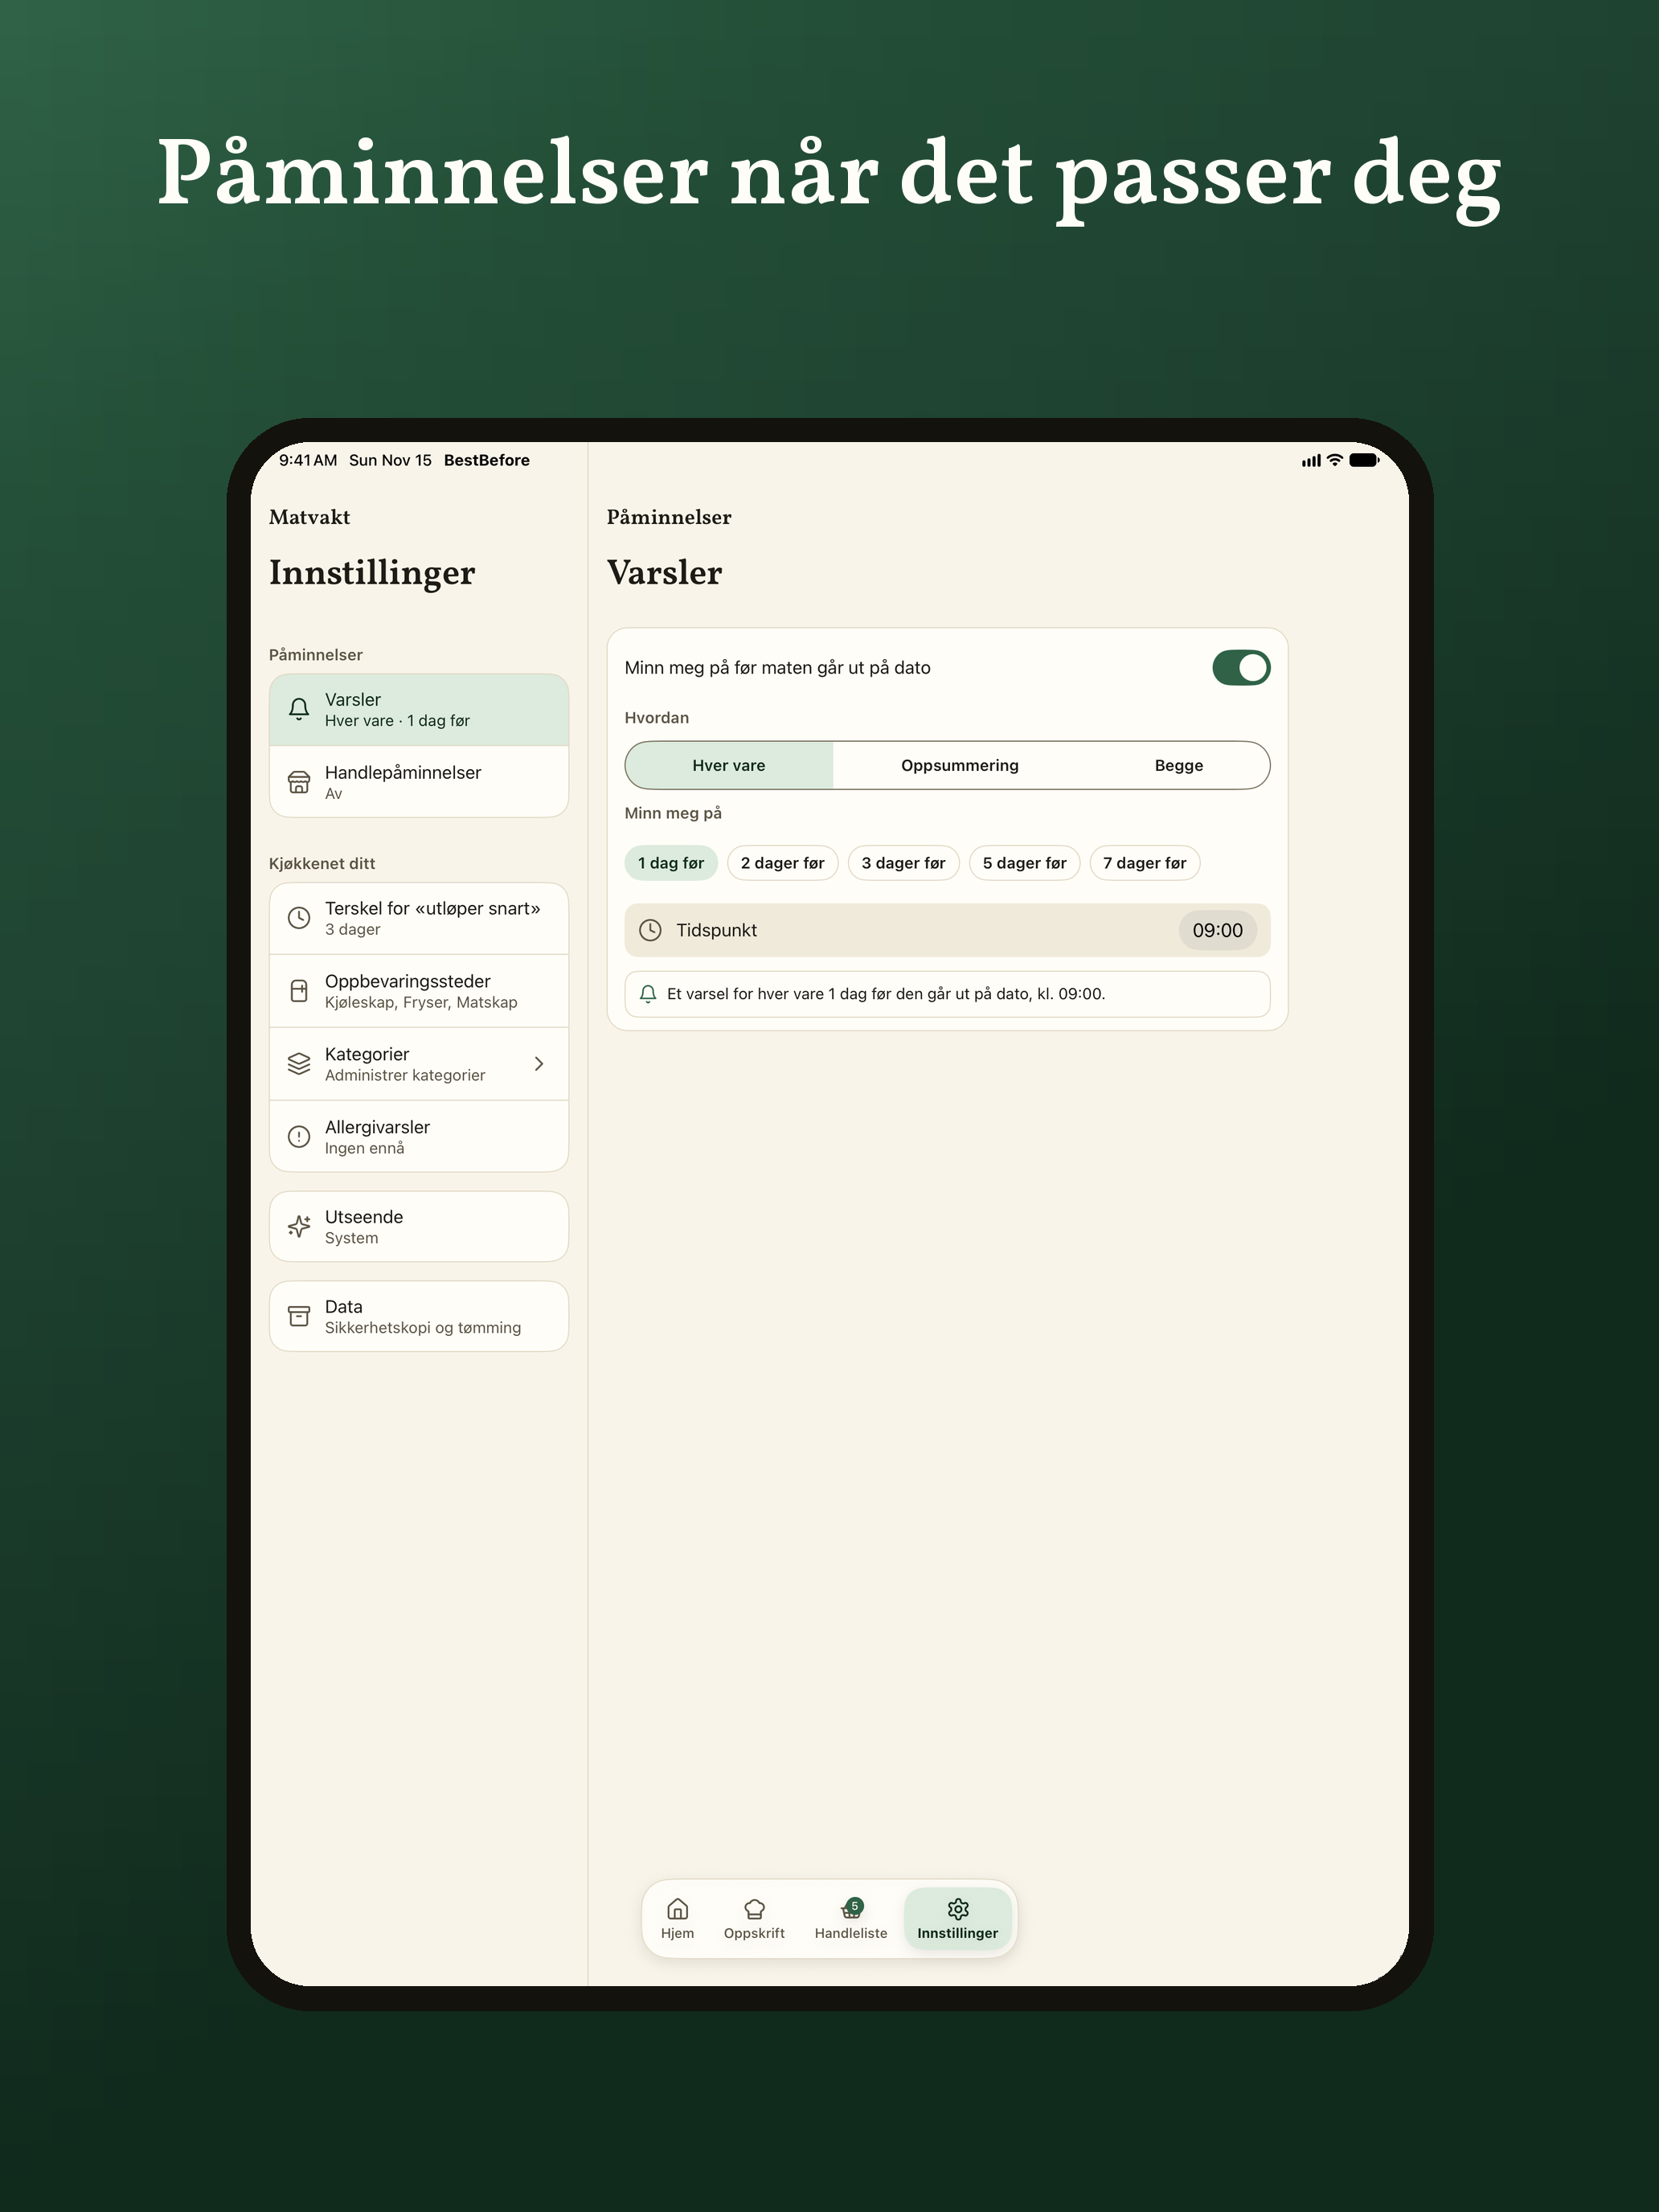 Påminnelser når det passer deg
9:41 AM Sun Nov 15 BestBefore
Matvakt
Innstillinger
Påminnelser
Varsler
Hver vare · 1 dag før
Handlepåminnelser
Av
Kjøkkenet ditt
Terskel for «utløper snart»
3 dager
Oppbevaringssteder
Kjøleskap, Fryser, Matskap
Kategorier
Administrer kategorier
Allergivarsler
Ingen ennå
Utseende
System
Data
Sikkerhetskopi og tømming
Påminnelser
Varsler
Minn meg på før maten går ut på dato
Hvordan
Hver vare Oppsummering Begge
Minn meg på
1 dag før 2 dager før 3 dager før 5 dager før 7 dager før
Tidspunkt 09:00
Et varsel for hver vare 1 dag før den går ut på dato, kl. 09:00.
5
Hjem Oppskrift Handleliste Innstillinger